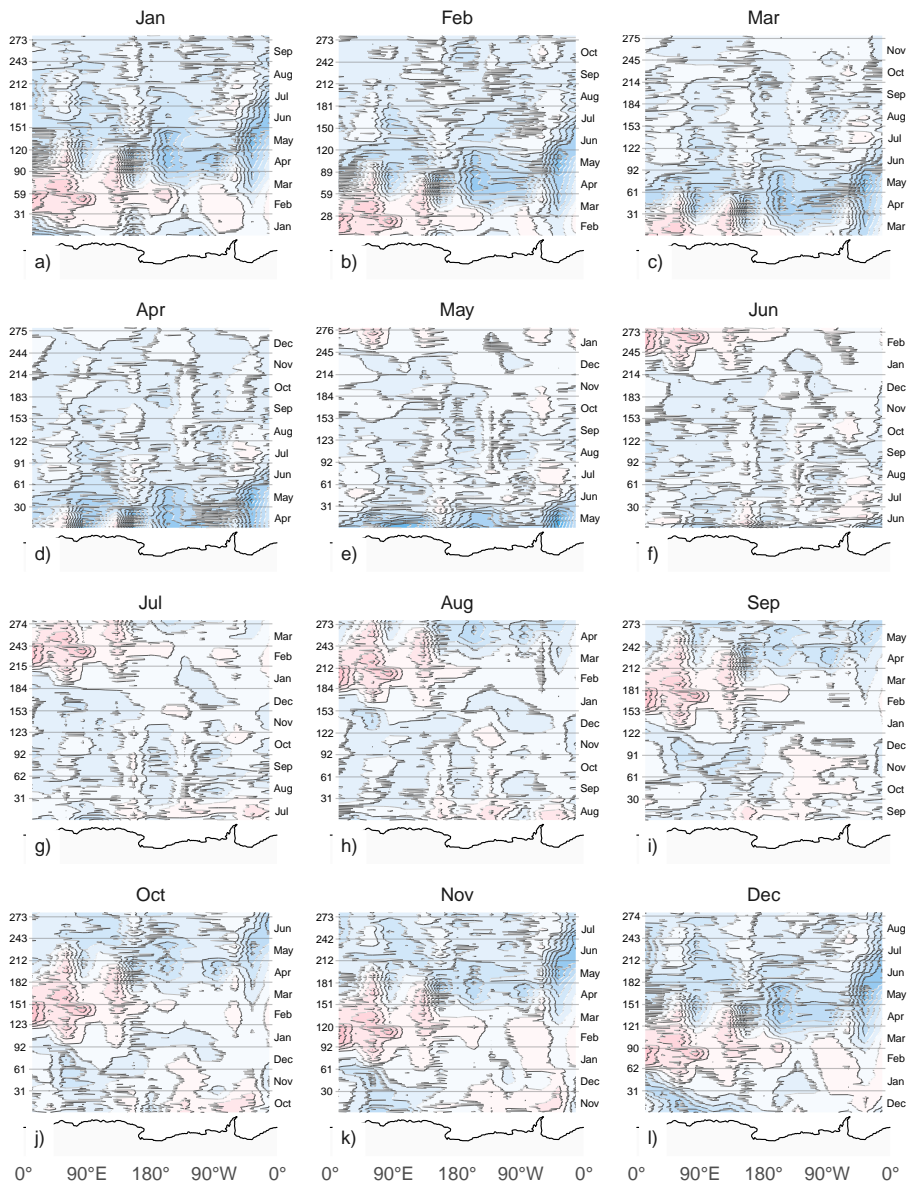 Jan Feb Mar
273 243 212 181 151 120 90 59 31
Sep Aug Jul Jun May Apr Mar Feb Jan
273 242 212 181 150 120 89 59 28
Oct Sep Aug Jul Jun May Apr Mar Feb
275 245 214 184 153 122 92 61 31
Nov Oct Sep Aug Jul Jun May Apr Mar
a) b) c)
Apr May Jun
275 244 214 183 153 122 91 61 30
Dec Nov Oct Sep Aug Jul Jun May Apr
276 245 214 184 153 123 92 61 31
Jan Dec Nov Oct Sep Aug Jul Jun May
273 245 214 183 153 122 92 61 30
Feb Jan Dec Nov Oct Sep Aug Jul Jun
d) e) f)
Jul Aug Sep
274 243 215 184 153 123 92 62 31
Mar Feb Jan Dec Nov Oct Sep Aug Jul
273 243 212 184 153 122 92 61 31
Apr Mar Feb Jan Dec Nov Oct Sep Aug
273 242 212 181 153 122 91 61 30
May Apr Mar Feb Jan Dec Nov Oct Sep
g) h) i)
Oct Nov Dec
273 243 212 182 151 123 92 61 31
Jun May Apr Mar Feb Jan Dec Nov Oct
273 242 212 181 151 120 92 61 30
Jul Jun May Apr Mar Feb Jan Dec Nov
274 243 212 182 151 121 90 62 31
Aug Jul Jun May Apr Mar Feb Jan Dec
j) k) l)
0° 90°E 180° 90°W 0° 0° 90°E 180° 90°W 0° 0° 90°E 180° 90°W 0°